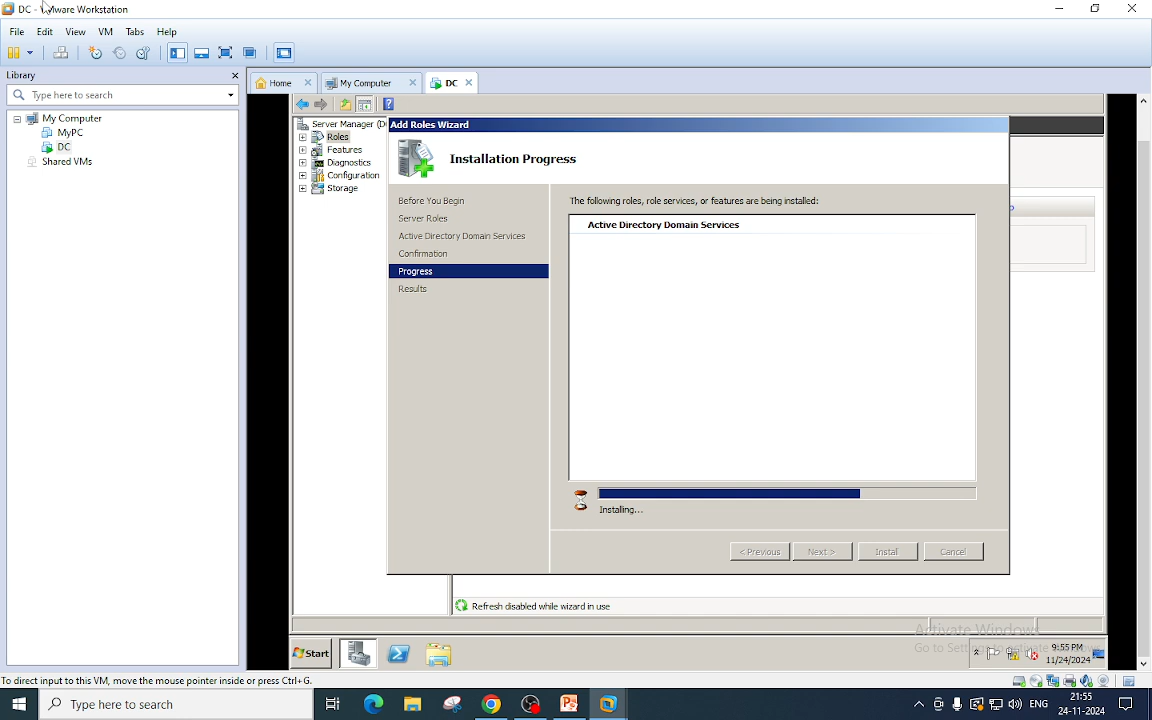 DC - VMware Workstation
File Edit View VM Tabs Help
Library
Type here to search
My Computer
MyPC
DC
Shared VMs
Home
My Computer
DC
Server Manager (D
Roles
Features
Diagnostics
Configuration
Storage
Add Roles Wizard
Installation Progress
Before You Begin
Server Roles
Active Directory Domain Services
Confirmation
Progress
Results
The following roles, role services, or features are being installed:
Active Directory Domain Services
Installing...
< Previous Next > Install Cancel
Refresh disabled while wizard in use
Activate Windows
Go to Settings to activate
Start
9:55 PM
11/24/2024
To direct input to this VM, move the mouse pointer inside or press Ctrl+G.
Type here to search
ENG
21:55
24-11-2024